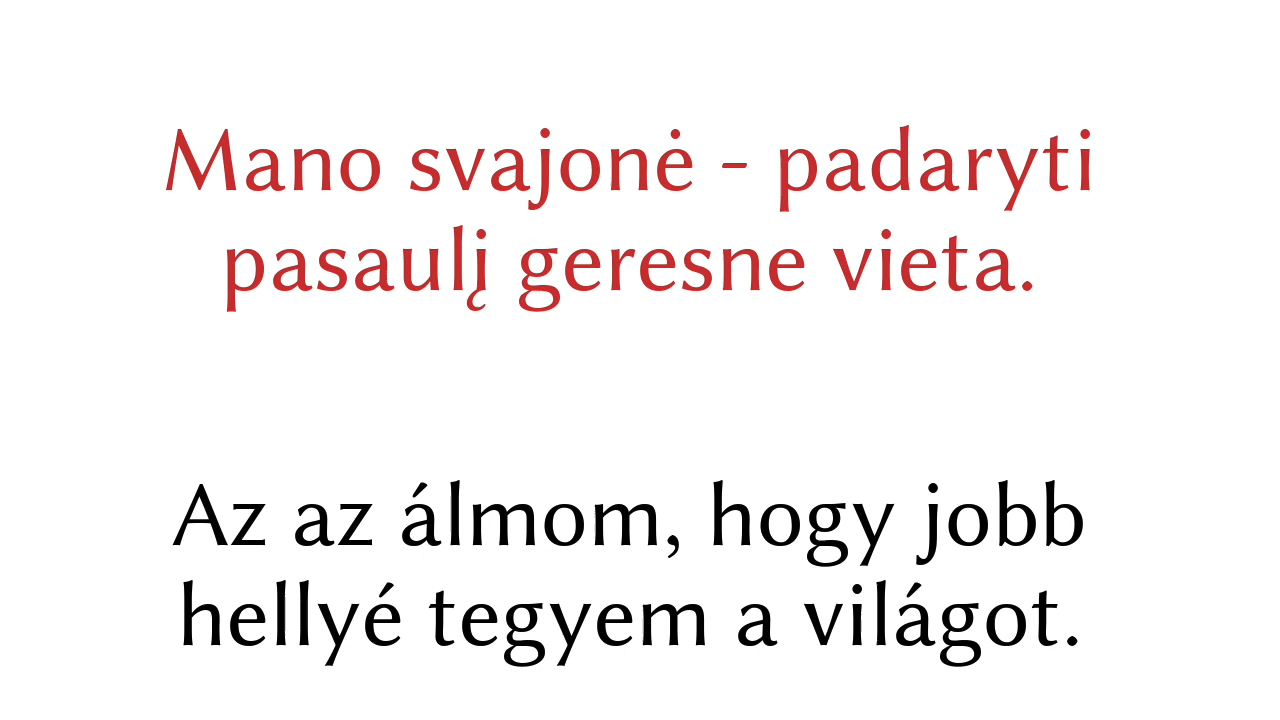 Mano svajonė - padaryti
pasaulį geresne vieta.
Az az álmom, hogy jobb
hellyé tegyem a világot.